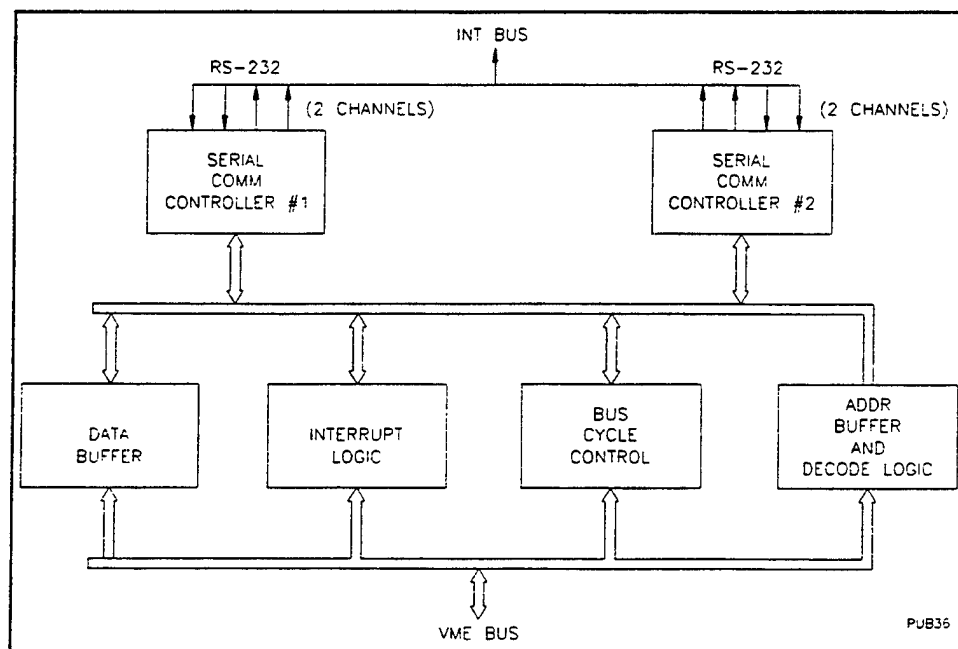 INT BUS
RS-232
RS-232
(2 CHANNELS)
(2 CHANNELS)
SERIAL
COMM
CONTROLLER #1
SERIAL
COMM
CONTROLLER #2
DATA
BUFFER
INTERRUPT
LOGIC
BUS
CYCLE
CONTROL
ADDR
BUFFER
AND
DECODE LOGIC
VME BUS
PUB36